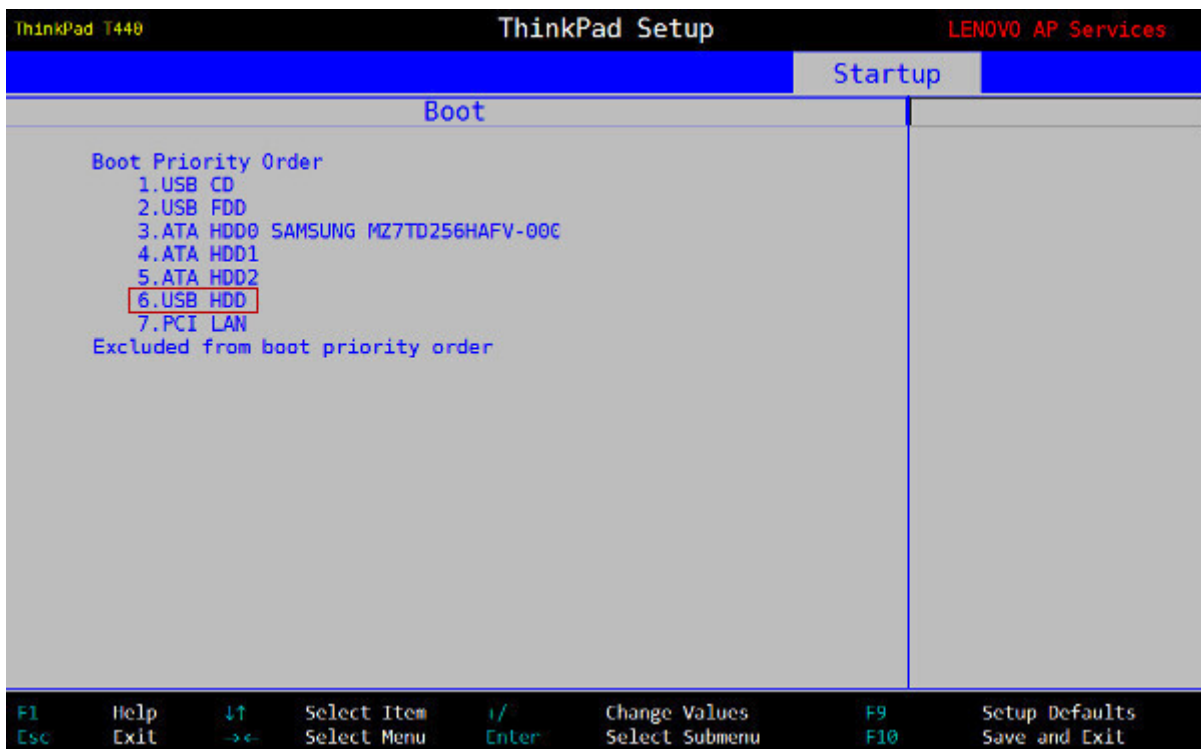 ThinkPad T440
ThinkPad Setup
LENOVO AP Services
Startup
Boot
Boot Priority Order
1.USB CD
2.USB FDD
3.ATA HDD0 SAMSUNG MZ7TD256HAFV-000
4.ATA HDD1
5.ATA HDD2
6.USB HDD
7.PCI LAN
Excluded from boot priority order
F1 Help ↓↑ Select Item +/ Change Values F9 Setup Defaults
Esc Exit →← Select Menu Enter Select Submenu F10 Save and Exit